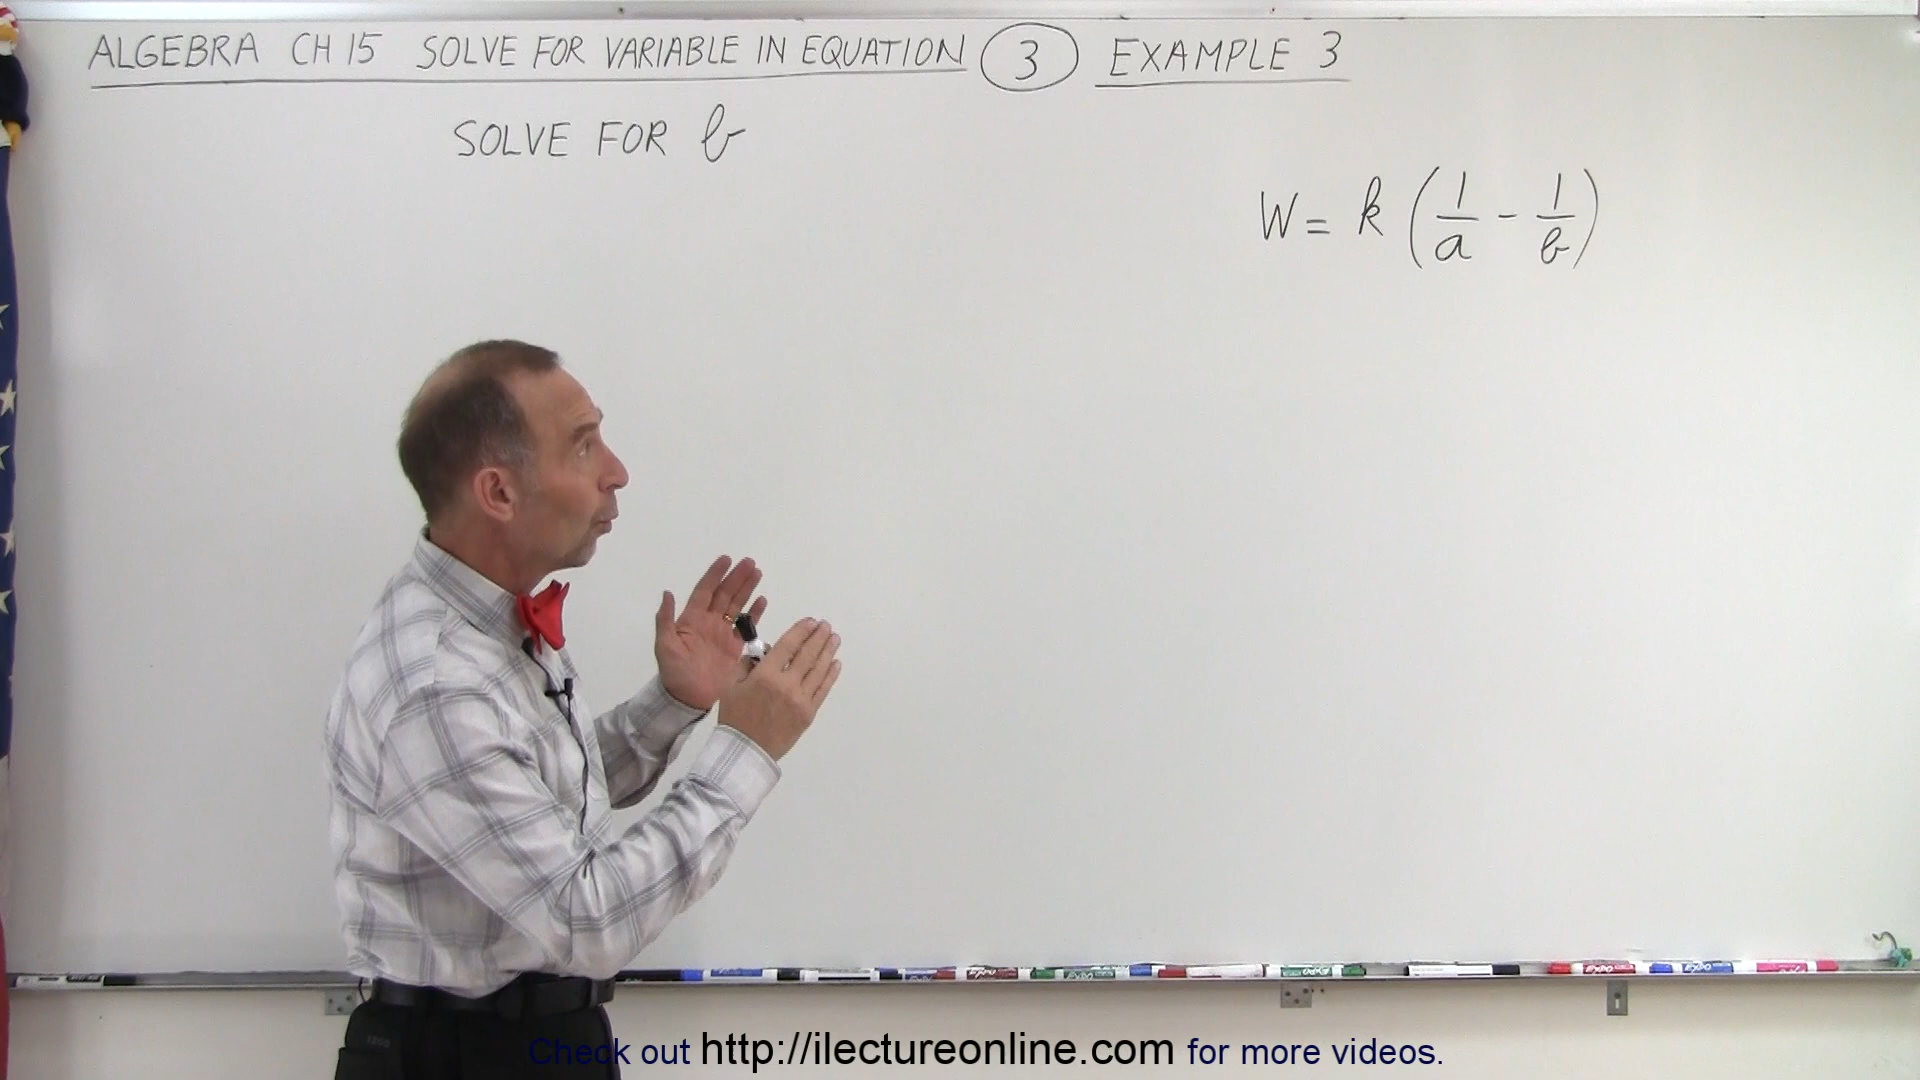 ALGEBRA CH 15 SOLVE FOR VARIABLE IN EQUATION 3 EXAMPLE 3
SOLVE FOR b
W = k (1/a - 1/b)
Check out http://ilectureonline.com for more videos.